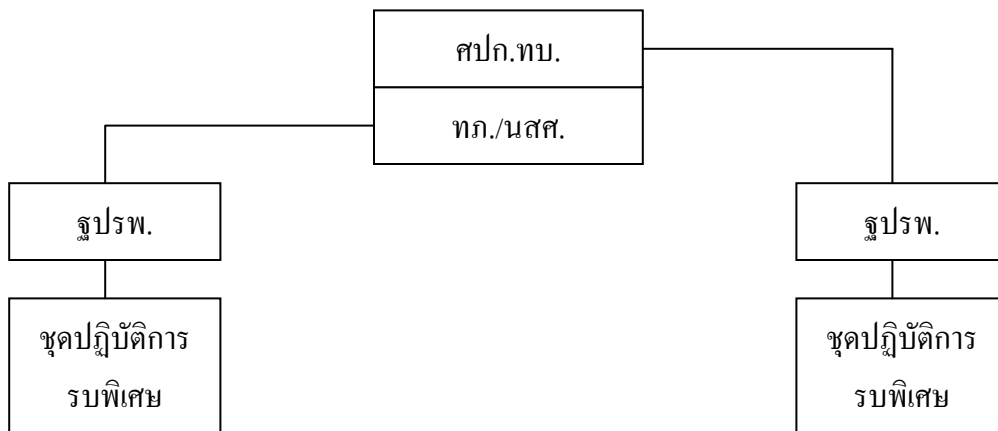 ศปก.ทบ.
ทภ./นสศ.
ฐปรพ.
ฐปรพ.
ชุดปฏิบัติการ
รบพิเศษ
ชุดปฏิบัติการ
รบพิเศษ